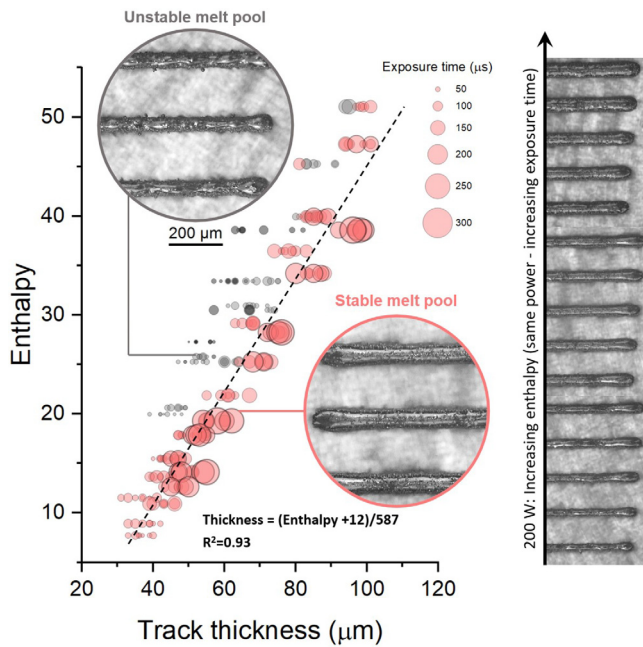 Unstable melt pool
Exposure time (μs)
50
100
150
200
250
300
50
40
30
20
10
Enthalpy
200 μm
Stable melt pool
Thickness = (Enthalpy +12)/587
R²=0.93
20
40
60
80
100
120
Track thickness (μm)
200 W: Increasing enthalpy (same power - increasing exposure time)